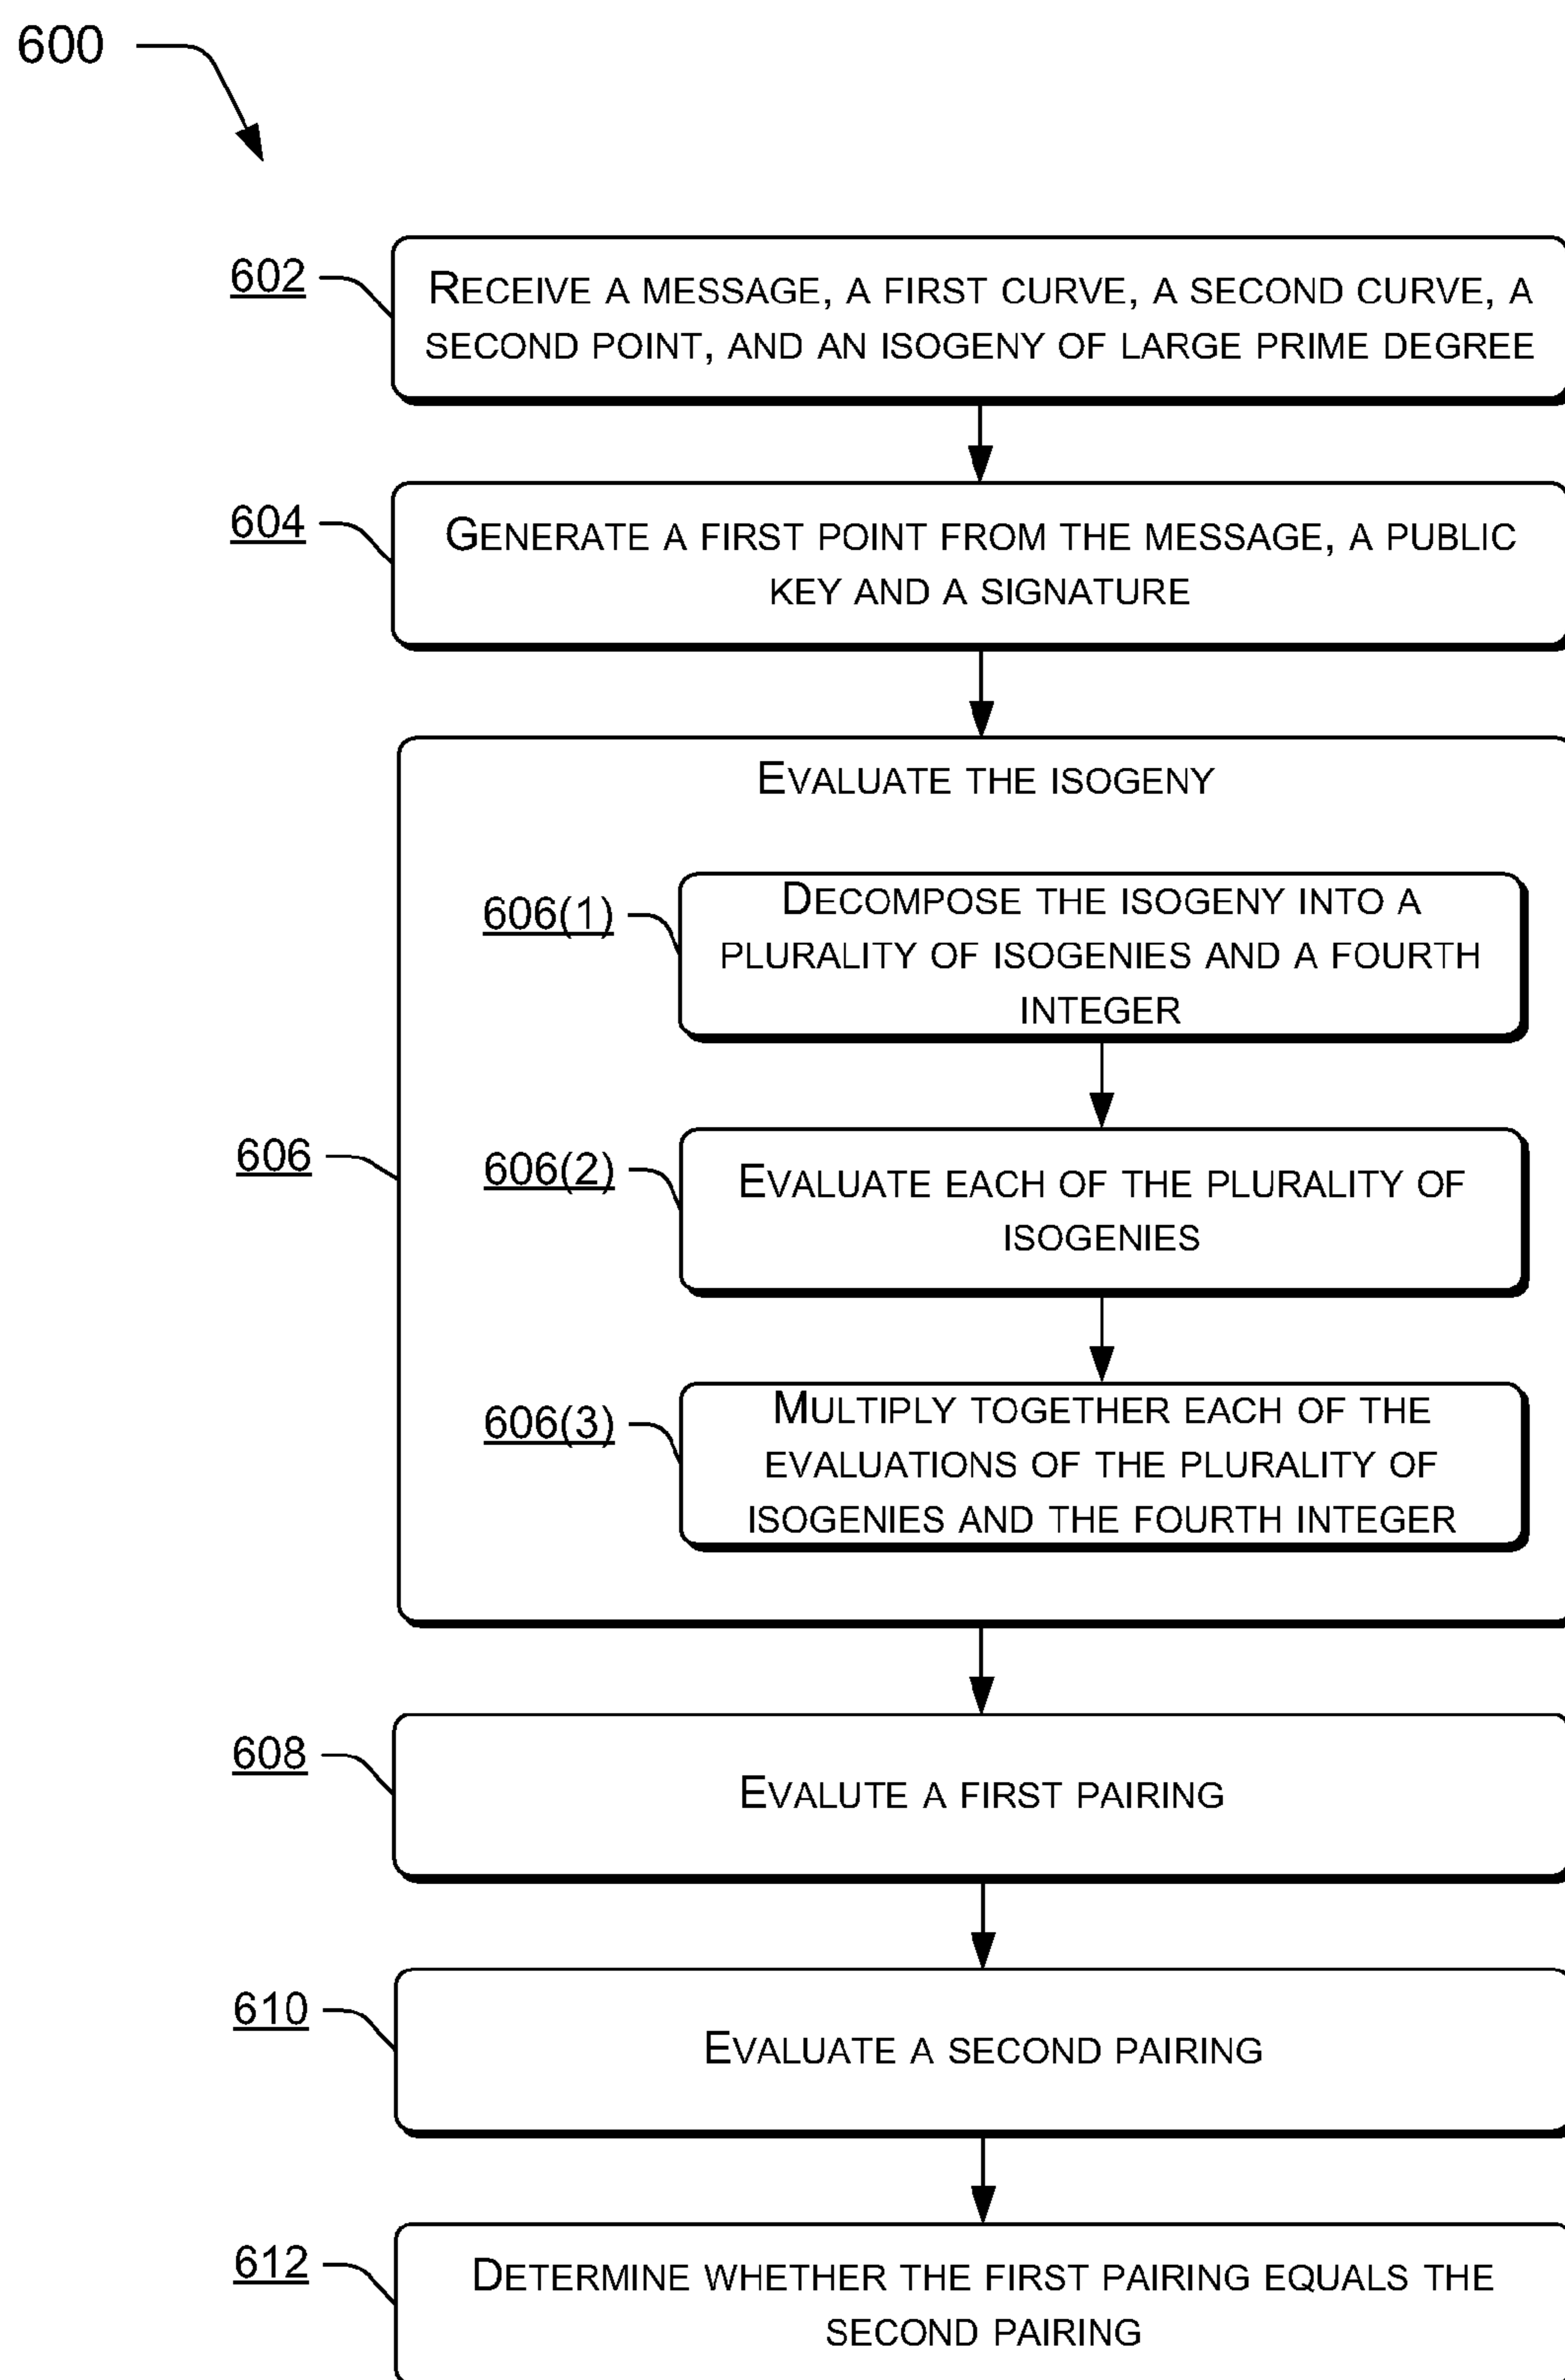 600
602
RECEIVE A MESSAGE, A FIRST CURVE, A SECOND CURVE, A
SECOND POINT, AND AN ISOGENY OF LARGE PRIME DEGREE
604
GENERATE A FIRST POINT FROM THE MESSAGE, A PUBLIC
KEY AND A SIGNATURE
606
EVALUATE THE ISOGENY
606(1)
DECOMPOSE THE ISOGENY INTO A
PLURALITY OF ISOGENIES AND A FOURTH
INTEGER
606(2)
EVALUATE EACH OF THE PLURALITY OF
ISOGENIES
606(3)
MULTIPLY TOGETHER EACH OF THE
EVALUATIONS OF THE PLURALITY OF
ISOGENIES AND THE FOURTH INTEGER
608
EVALUTE A FIRST PAIRING
610
EVALUATE A SECOND PAIRING
612
DETERMINE WHETHER THE FIRST PAIRING EQUALS THE
SECOND PAIRING